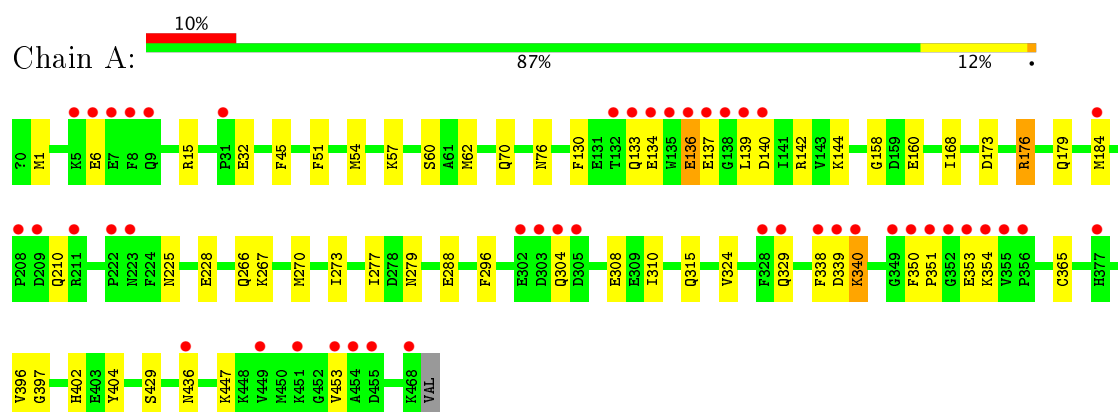 10%
Chain A:
87% 12% •
?0 M1 K5 E6 E7 F8 Q9 R15 P31 E32 F45 F51 M54 K57 S60 A61 M62 Q70 N76 F130 E131 T132 Q133 E134 W135 E136 E137 G138 L139 D140 I141 R142 V143 K144 G158 D159 E160 I168 D173 R176 Q179 M184
P208 D209 Q210 R211 P222 N223 F224 N225 E228 Q266 K267 M270 I273 I277 D278 N279 E288 F296 E302 D303 Q304 D305 E308 E309 I310 Q315 V324 F328 Q329 F338 D339 K340 G349 F350 P351 G352 E353 K354 V355 P356 C365 H377
V396 G397 H402 E403 Y404 S429 N436 K447 K448 V449 M450 K451 G452 V453 A454 D455 K468 VAL